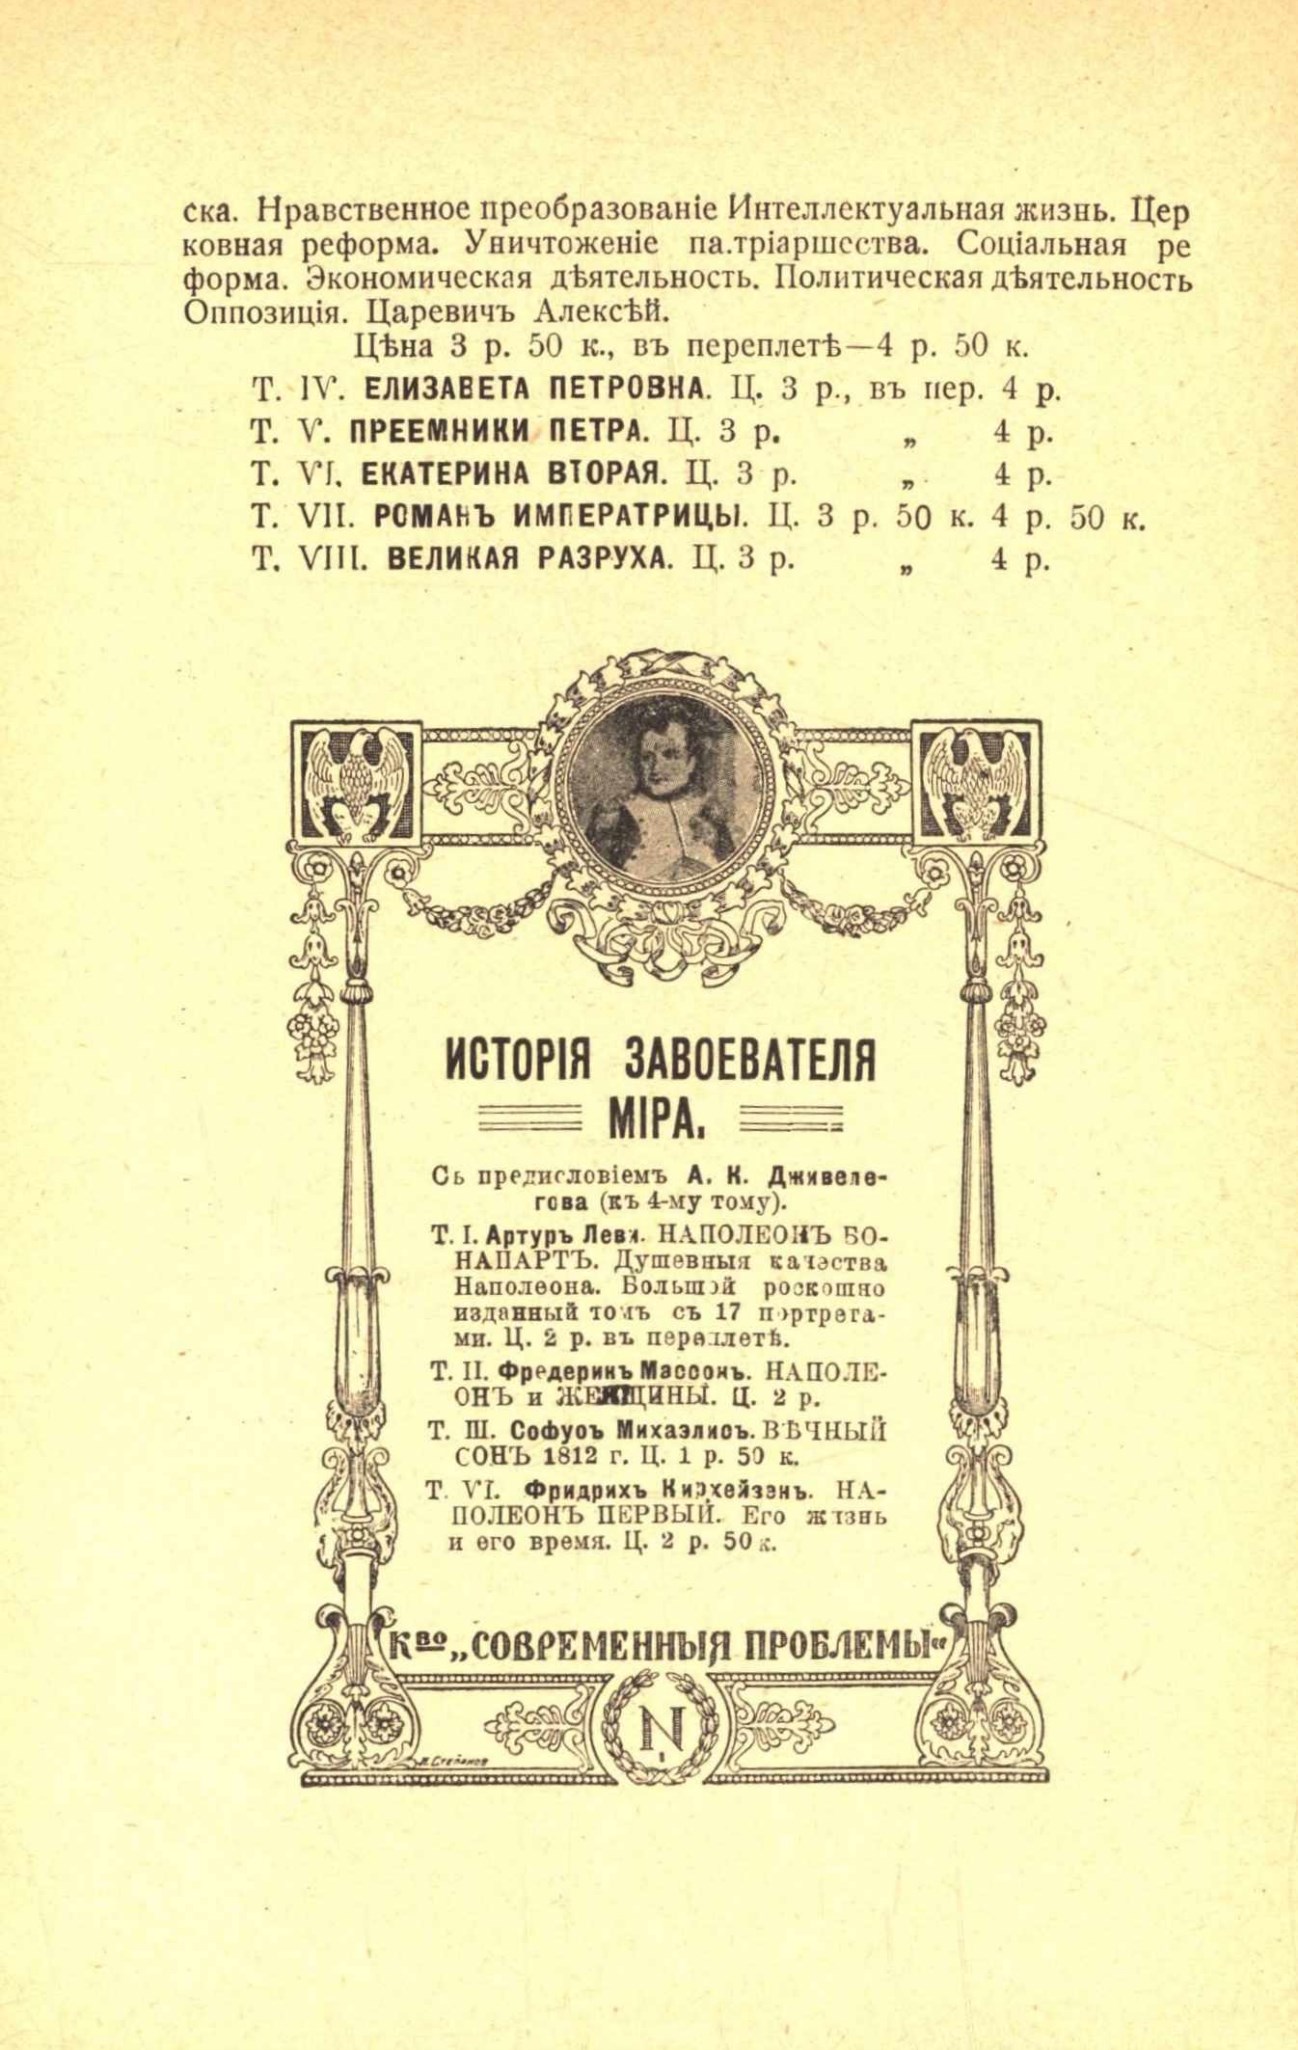 ска. Нравственное преобразованіе Интеллектуальная жизнь. Цер
ковная реформа. Уничтоженіе па.тріаршества. Соціальная ре
форма. Экономическая дѣятельность. Политическая дѣятельность
Оппозиція. Царевичъ Алексѣй.
Цѣна 3 р. 50 к., въ переплетѣ—4 р. 50 к.
Т. IV. ЕЛИЗАВЕТА ПЕТРОВНА. Ц. 3 р., въ пер. 4 р.
Т. V. ПРЕЕМНИКИ ПЕТРА. Ц. 3 р. „ 4 р.
Т. VI. ЕКАТЕРИНА ВТОРАЯ. Ц. 3 р. „ 4 р.
Т. VII. РОМАНЪ ИМПЕРАТРИЦЫ. Ц. 3 р. 50 к. 4 р. 50 к.
Т. VIII. ВЕЛИКАЯ РАЗРУХА. Ц. 3 р. „ 4 р.
ИСТОРІЯ ЗАВОЕВАТЕЛЯ
МІРА.
Съ предисловіемъ А. К. Дживеле-
гова (къ 4-му тому).
Т. I. Артуръ Леви. НАПОЛЕОНЪ БО-
НАПАРТЪ. Душевныя качества
Наполеона. Большой роскошно
изданный томъ съ 17 портрета-
ми. Ц. 2 р. въ переплетѣ.
Т. II. Фредерикъ Массонъ. НАПОЛЕ-
ОНЪ и ЖЕНЩИНЫ. Ц. 2 р.
Т. III. Софусъ Михаэлисъ. ВѢЧНЫЙ
СОНЪ 1812 г. Ц. 1 р. 50 к.
Т. VI. Фридрихъ Кирхейзенъ. НА-
ПОЛЕОНЪ ПЕРВЫЙ. Его жизнь
и его время. Ц. 2 р. 50 к.
Кво „СОВРЕМЕННЫЯ ПРОБЛЕМЫ“
N
В. Степанов